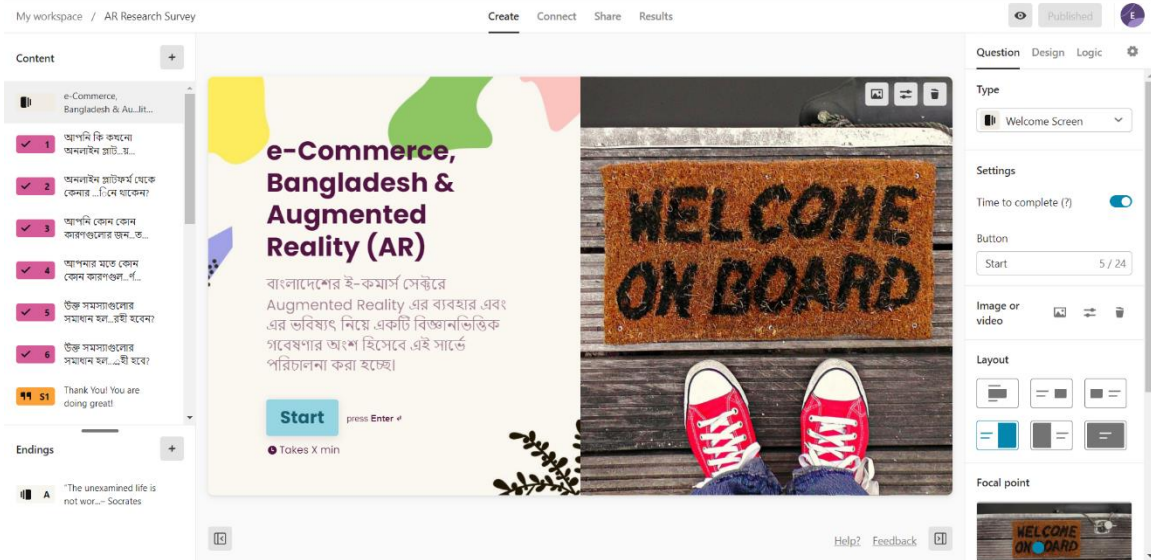 My workspace / AR Research Survey
Create Connect Share Results
Published
E
Content
+
e-Commerce,
Bangladesh & Au...lit...
1
আপনি কি কখনো
অনলাইন প্লাট...য়...
2
অনলাইন প্লাটফর্ম থেকে
কেনার ...িনে থাকেন?
3
আপনি কোন কোন
কারণগুলোর জন...ত...
4
আপনার মতে কোন
কোন কারণগুল...র্ণ...
5
উক্ত সমস্যাগুলোর
সমাধান হল...রহী হবেন?
6
উক্ত সমস্যাগুলোর
সমাধান হল...হী হবে?
S1
Thank You! You are
doing great!
Endings
+
A
"The unexamined life is
not wor...– Socrates
e-Commerce,
Bangladesh &
Augmented
Reality (AR)
বাংলাদেশের ই-কমার্স সেক্টরে
Augmented Reality এর ব্যবহার এবং
এর ভবিষ্যৎ নিয়ে একটি বিজ্ঞানভিত্তিক
গবেষণার অংশ হিসেবে এই সার্ভে
পরিচালনা করা হচ্ছে।
Start
press Enter ↵
Takes X min
WELCOME
ON BOARD
Help? Feedback
Question Design Logic
Type
Welcome Screen
Settings
Time to complete (?)
Button
Start 5 / 24
Image or
video
Layout
Focal point
WELCOME
ON BOARD